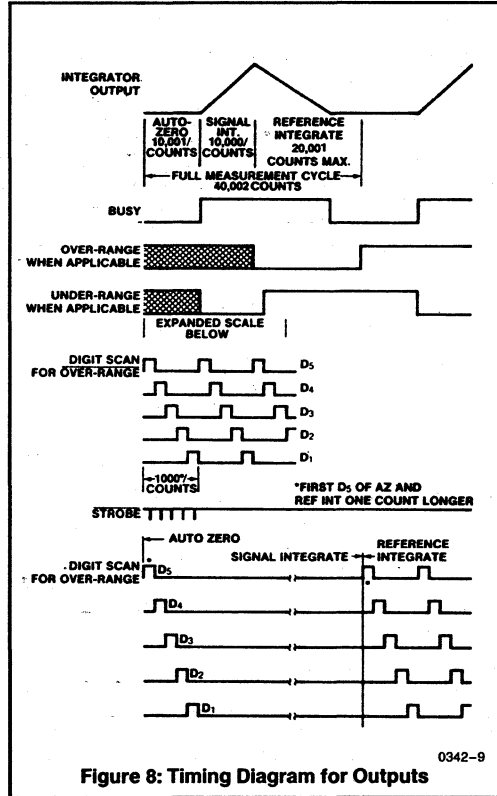 INTEGRATOR
OUTPUT
AUTO-
ZERO
10,001/
COUNTS
SIGNAL
INT.
10,000/
COUNTS
REFERENCE
INTEGRATE
20,001
COUNTS MAX.
FULL MEASUREMENT CYCLE
40,002 COUNTS
BUSY
OVER-RANGE
WHEN APPLICABLE
UNDER-RANGE
WHEN APPLICABLE
EXPANDED SCALE
BELOW
DIGIT SCAN
FOR OVER-RANGE
D5
D4
D3
D2
D1
1000*/
COUNTS
*FIRST D5 OF AZ AND
REF INT ONE COUNT LONGER
STROBE
AUTO ZERO
SIGNAL INTEGRATE
REFERENCE
INTEGRATE
DIGIT SCAN
FOR OVER-RANGE
*
D5
*
D4
D3
D2
D1
0342-9
Figure 8: Timing Diagram for Outputs